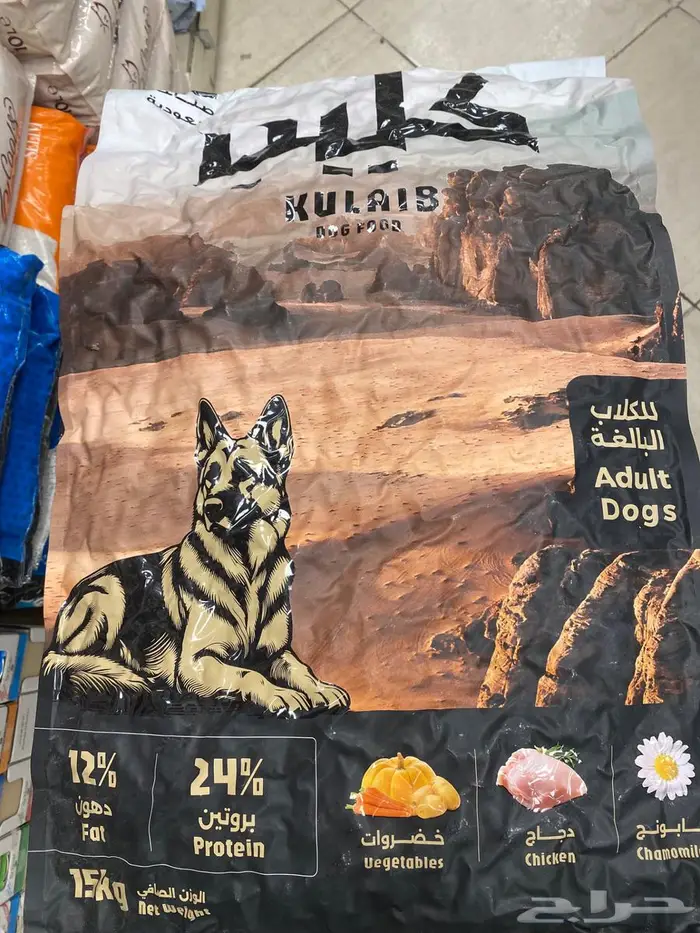 كليب
KULAIB
DOG FOOD
للكلاب
البالغة
Adult
Dogs
12%
دهون
Fat
24%
بروتين
Protein
خضروات
Vegetables
دجاج
Chicken
Chamomil
15kg
الوزن الصافي
Net weight
حراج